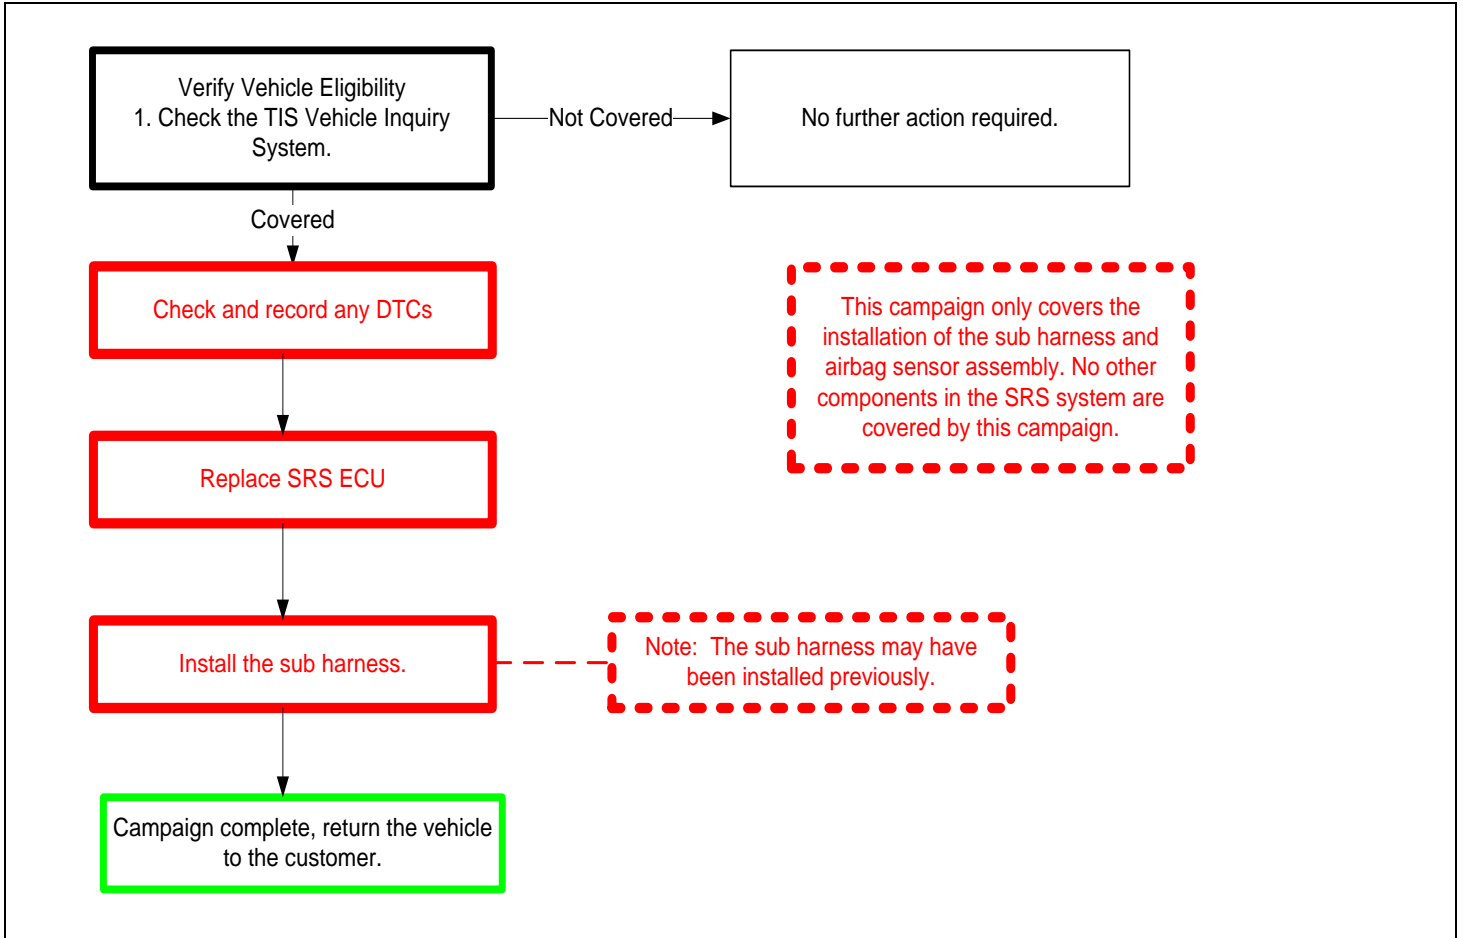 Verify Vehicle Eligibility
1. Check the TIS Vehicle Inquiry
System.
Not Covered
No further action required.
Covered
Check and record any DTCs
This campaign only covers the
installation of the sub harness and
airbag sensor assembly. No other
components in the SRS system are
covered by this campaign.
Replace SRS ECU
Install the sub harness.
Note:  The sub harness may have
been installed previously.
Campaign complete, return the vehicle
to the customer.